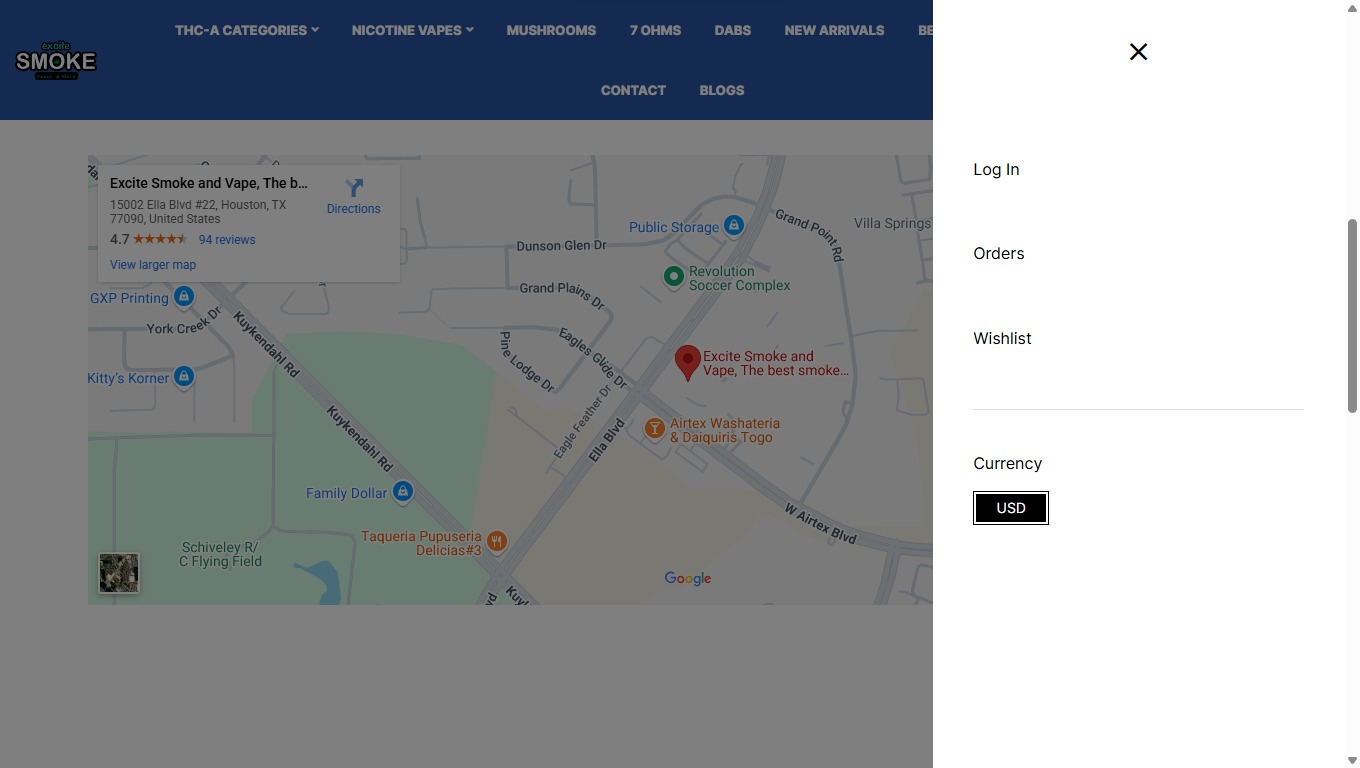 THC-A CATEGORIES
NICOTINE VAPES
MUSHROOMS
7 OHMS
DABS
NEW ARRIVALS
BE
CONTACT
BLOGS
excite
SMOKE
Excite Smoke and Vape, The b...
15002 Ella Blvd #22, Houston, TX
77090, United States
4.7
94 reviews
View larger map
Directions
GXP Printing
York Creek Dr
Kitty's Korner
Kuykendahl Rd
Kuykendahl Rd
Family Dollar
Taqueria Pupuseria
Delicias#3
Schiveley R/
C Flying Field
Dunson Glen Dr
Grand Plains Dr
Pine Lodge Dr
Eagles Glide Dr
Eagle Feather Dr
Ella Blvd
Public Storage
Grand Point Rd
Villa Springs
Revolution
Soccer Complex
Excite Smoke and
Vape, The best smoke...
Airtex Washateria
& Daiquiris Togo
W Airtex Blvd
Google
vd
Kuyk
Log In
Orders
Wishlist
Currency
USD